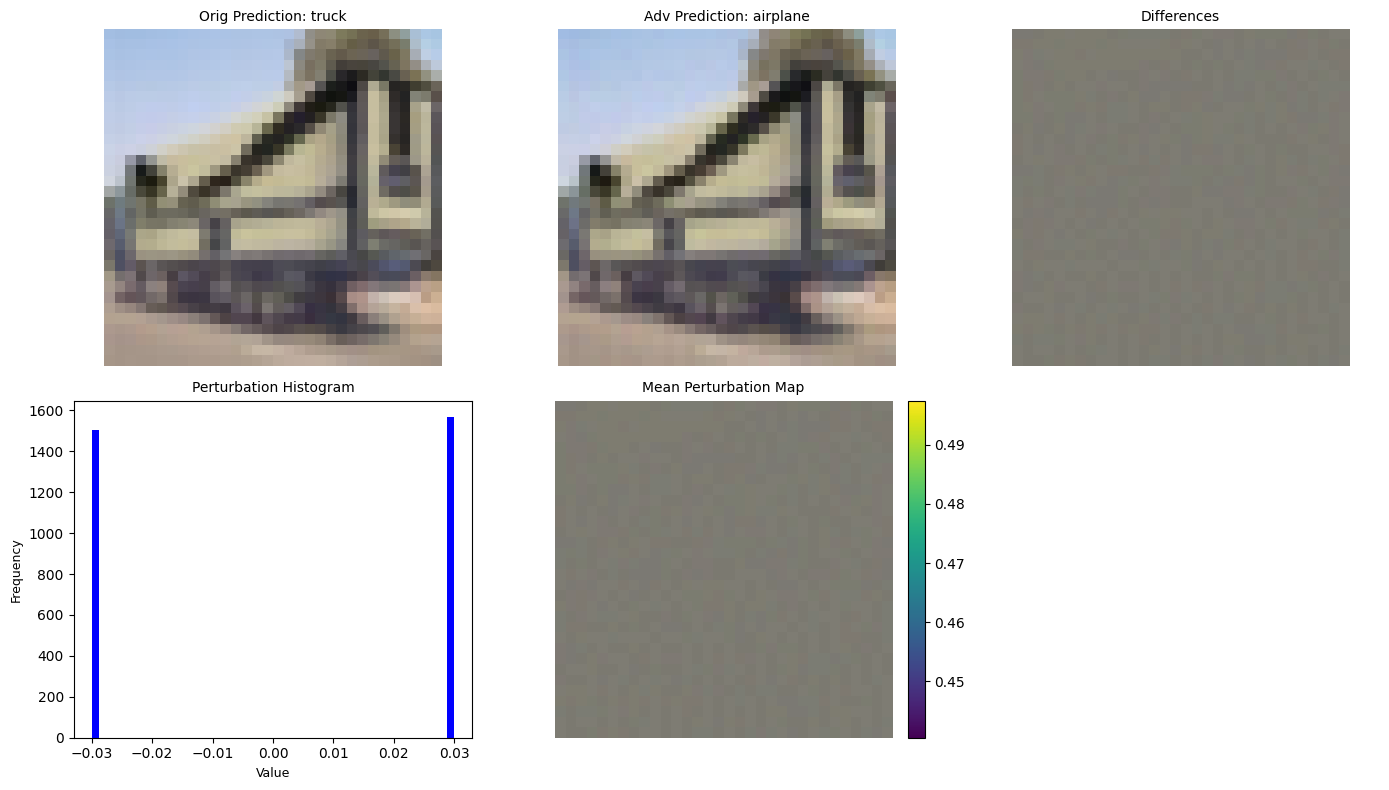 Orig Prediction: truck
Adv Prediction: airplane
Differences
Perturbation Histogram
Frequency
1600
1400
1200
1000
800
600
400
200
0
−0.03 −0.02 −0.01 0.00 0.01 0.02 0.03
Value
Mean Perturbation Map
0.49
0.48
0.47
0.46
0.45